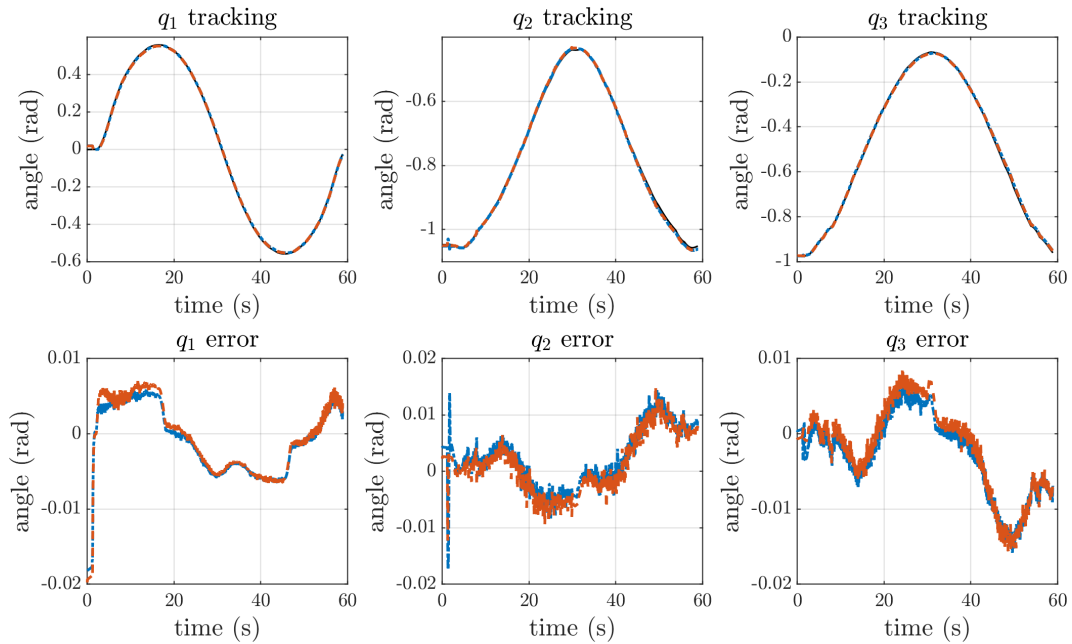 q1 tracking
q2 tracking
q3 tracking
angle (rad)
0.4
0.2
0
-0.2
-0.4
-0.6
0
20
40
60
time (s)
angle (rad)
-0.6
-0.8
-1
0
20
40
60
time (s)
angle (rad)
0
-0.2
-0.4
-0.6
-0.8
-1
0
20
40
60
time (s)
q1 error
q2 error
q3 error
angle (rad)
0.01
0
-0.01
-0.02
0
20
40
60
time (s)
angle (rad)
0.02
0.01
0
-0.01
-0.02
0
20
40
60
time (s)
angle (rad)
0.01
0
-0.01
-0.02
0
20
40
60
time (s)